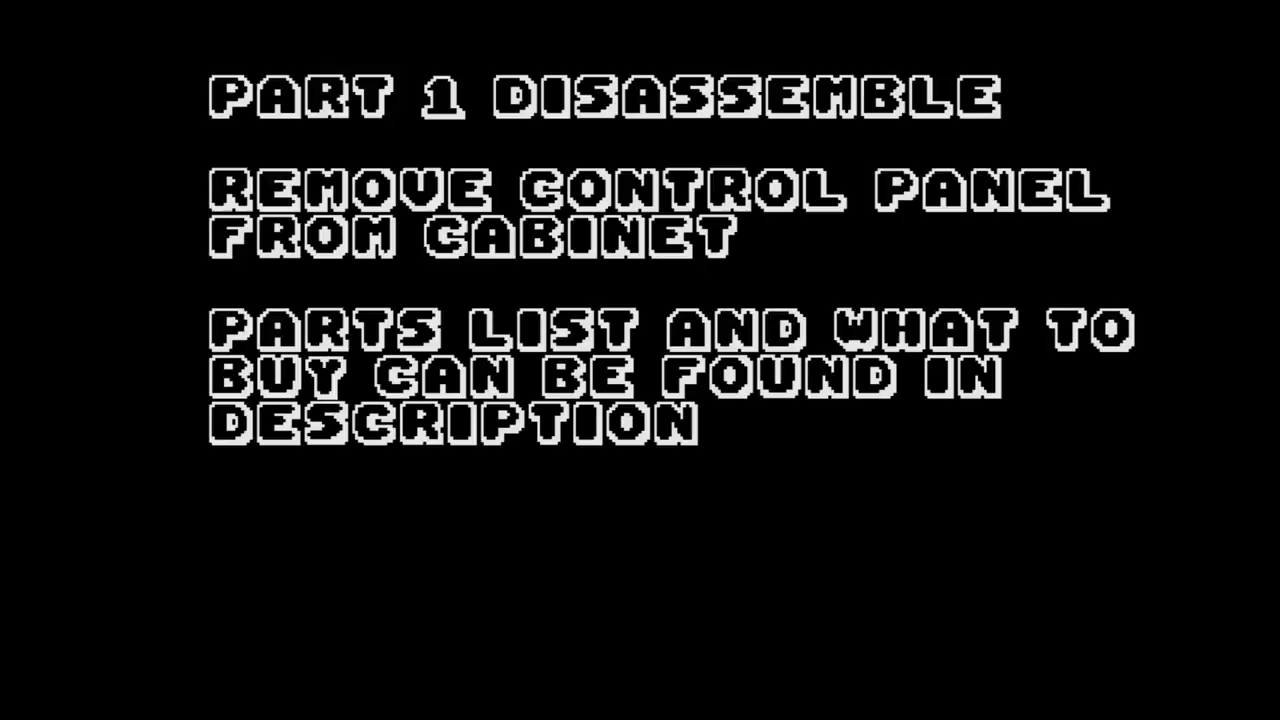 PART 1 DISASSEMBLE
REMOVE CONTROL PANEL
FROM CABINET
PARTS LIST AND WHAT TO
BUY CAN BE FOUND IN
DESCRIPTION